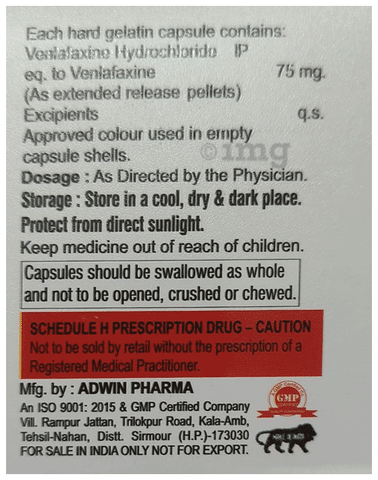 Each hard gelatin capsule contains:
Venlafaxine Hydrochloride IP
eq. to Venlafaxine 75 mg.
(As extended release pellets)
Excipients q.s.
Approved colour used in empty
capsule shells.
©img
Dosage : As Directed by the Physician.
Storage : Store in a cool, dry & dark place.
Protect from direct sunlight.
Keep medicine out of reach of children.
Capsules should be swallowed as whole
and not to be opened, crushed or chewed.
SCHEDULE H PRESCRIPTION DRUG – CAUTION
Not to be sold by retail without the prescription of a
Registered Medical Practitioner.
Mfg. by : ADWIN PHARMA
An ISO 9001: 2015 & GMP Certified Company
Vill. Rampur Jattan, Trilokpur Road, Kala-Amb,
Tehsil-Nahan, Distt. Sirmour (H.P.)-173030
FOR SALE IN INDIA ONLY NOT FOR EXPORT.
GMP
MAKE IN INDIA